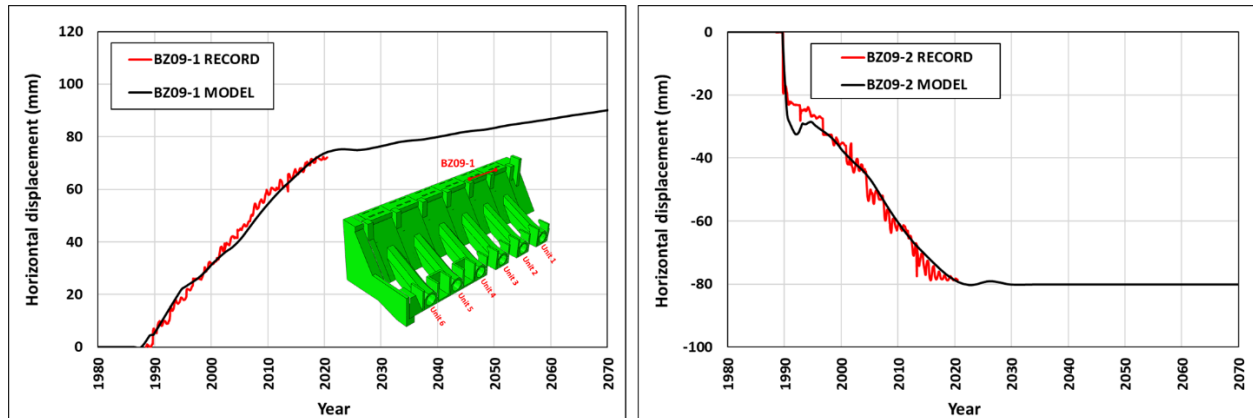 120
100
80
60
40
20
0
Horizontal displacement (mm)
BZ09-1 RECORD
BZ09-1 MODEL
BZ09-1
Unit 1
Unit 2
Unit 3
Unit 4
Unit 5
Unit 6
1980
1990
2000
2010
2020
2030
2040
2050
2060
2070
Year
0
-20
-40
-60
-80
-100
Horizontal displacement (mm)
BZ09-2 RECORD
BZ09-2 MODEL
1980
1990
2000
2010
2020
2030
2040
2050
2060
2070
Year